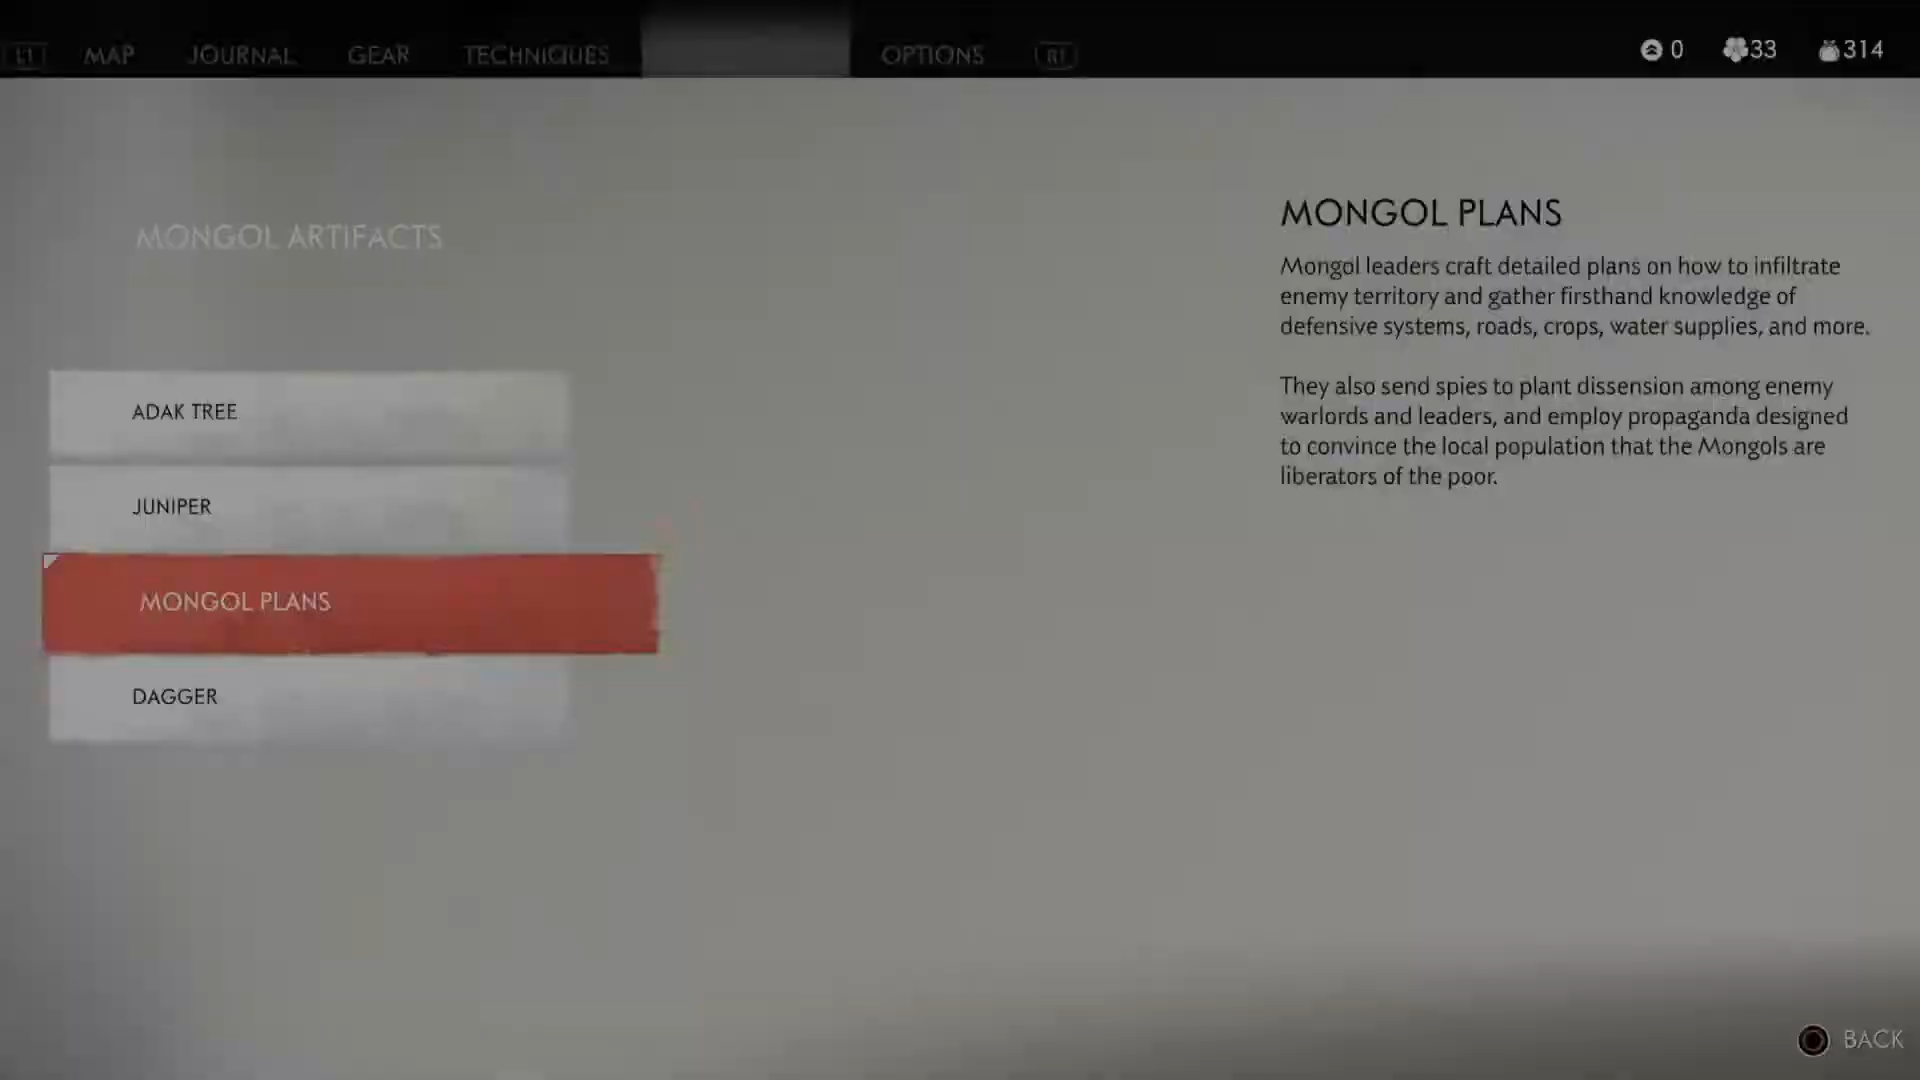 L1 MAP JOURNAL GEAR TECHNIQUES OPTIONS R1 0 33 314
MONGOL ARTIFACTS
ADAK TREE
JUNIPER
MONGOL PLANS
DAGGER
MONGOL PLANS
Mongol leaders craft detailed plans on how to infiltrate
enemy territory and gather firsthand knowledge of
defensive systems, roads, crops, water supplies, and more.
They also send spies to plant dissension among enemy
warlords and leaders, and employ propaganda designed
to convince the local population that the Mongols are
liberators of the poor.
BACK